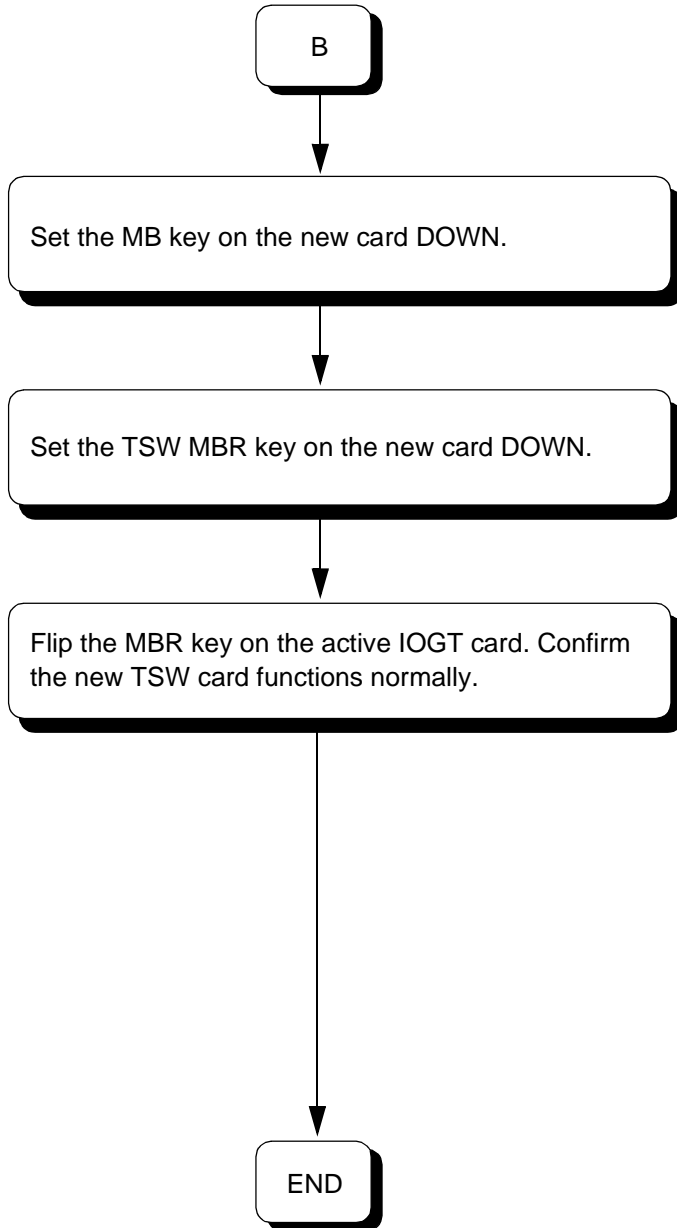 B
Set the MB key on the new card DOWN.
Set the TSW MBR key on the new card DOWN.
Flip the MBR key on the active IOGT card. Confirm
the new TSW card functions normally.
END